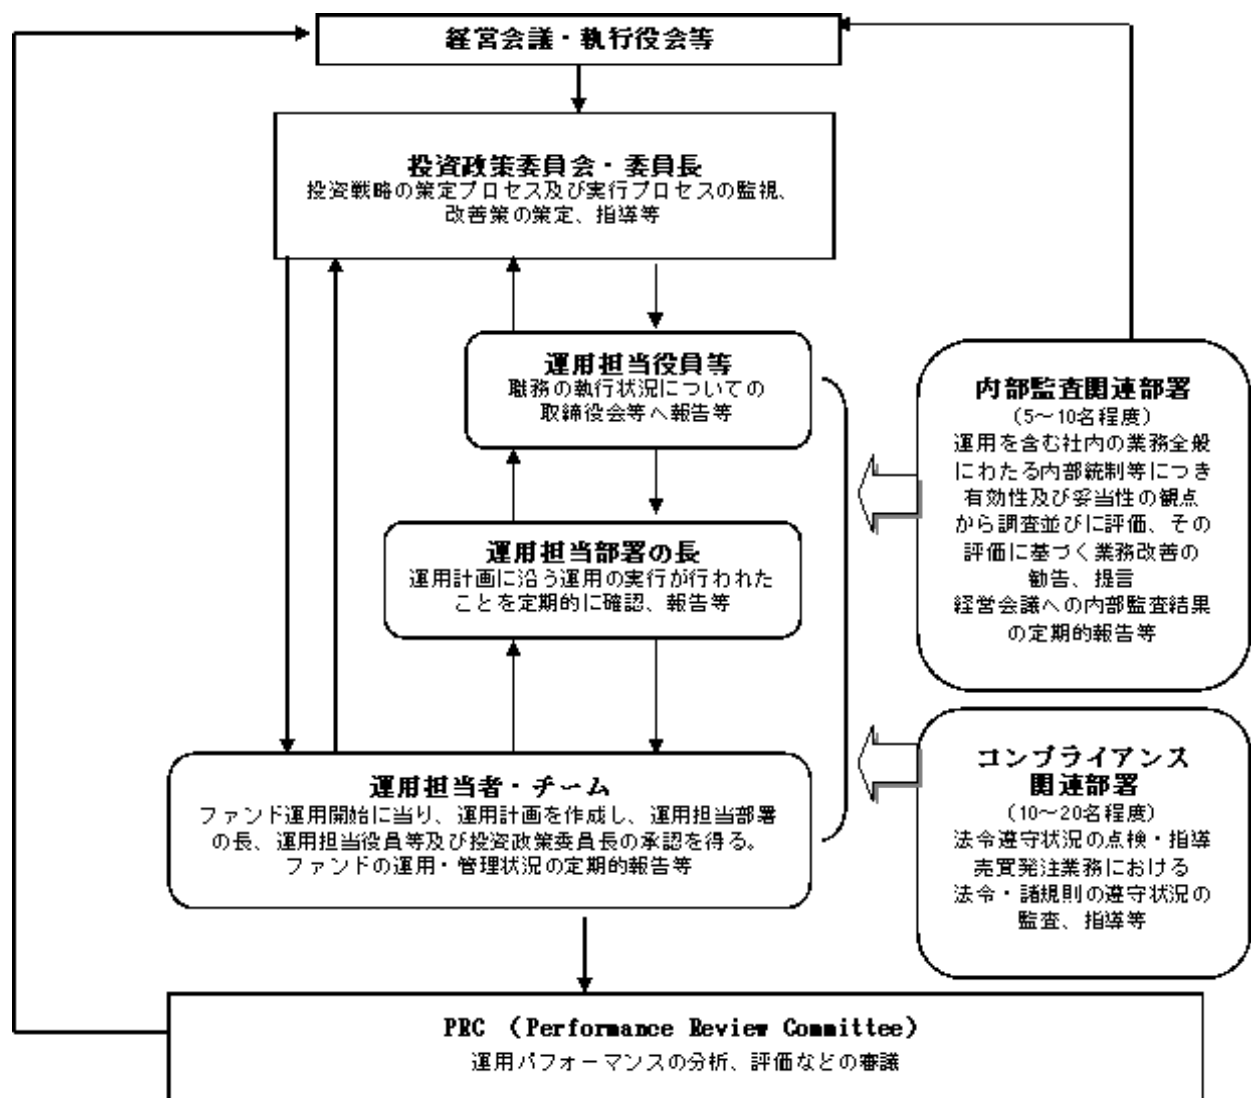 経営会議・執行役会等
投資政策委員会・委員長
投資戦略の策定プロセス及び実行プロセスの監視、
改善策の策定、指導等
運用担当役員等
職務の執行状況についての
取締役会等へ報告等
運用担当部署の長
運用計画に沿う運用の実行が行われた
ことを定期的に確認、報告等
運用担当者・チーム
ファンド運用開始に当り、運用計画を作成し、運用担当部署
の長、運用担当役員等及び投資政策委員長の承認を得る。
ファンドの運用・管理状況の定期的報告等
内部監査関連部署
(5～10名程度)
運用を含む社内の業務全般
にわたる内部統制等につき
有効性及び妥当性の観点
から調査並びに評価、その
評価に基づく業務改善の
勧告、提言
経営会議への内部監査結果
の定期的報告等
コンプライアンス
関連部署
(10～20名程度)
法令遵守状況の点検・指導
売買発注業務における
法令・諸規則の遵守状況の
監査、指導等
PRC （Performance Review Committee）
運用パフォーマンスの分析、評価などの審議